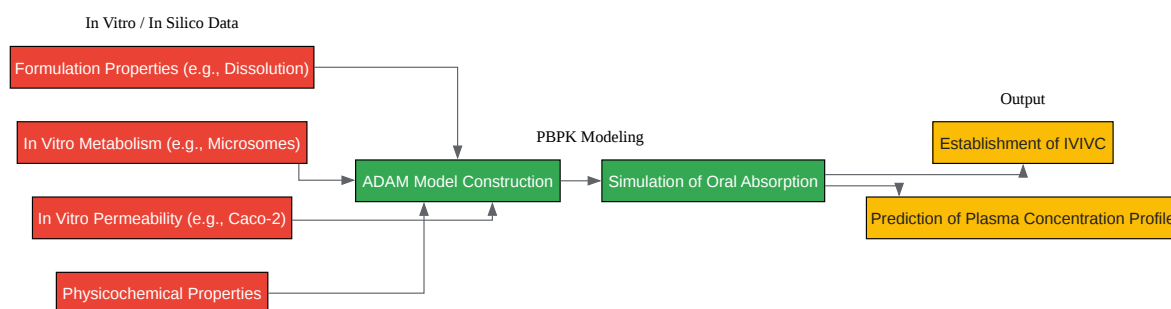 In Vitro / In Silico Data
Formulation Properties (e.g., Dissolution)
In Vitro Metabolism (e.g., Microsomes)
In Vitro Permeability (e.g., Caco-2)
Physicochemical Properties
PBPK Modeling
ADAM Model Construction
Simulation of Oral Absorption
Output
Establishment of IVIVC
Prediction of Plasma Concentration Profile